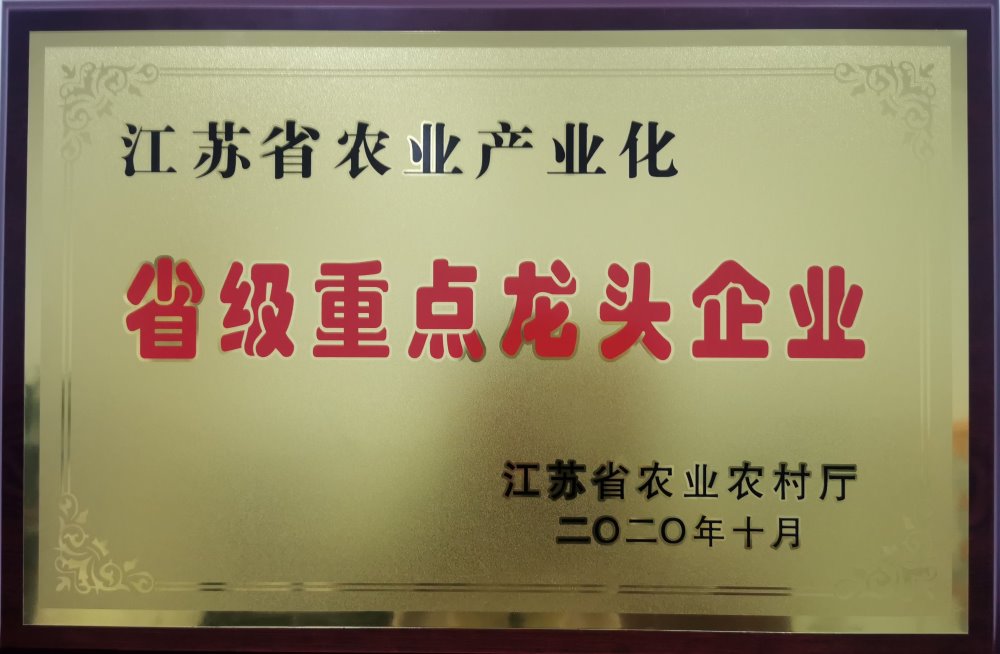 江苏省农业产业化
省级重点龙头企业
江苏省农业农村厅
二〇二〇年十月